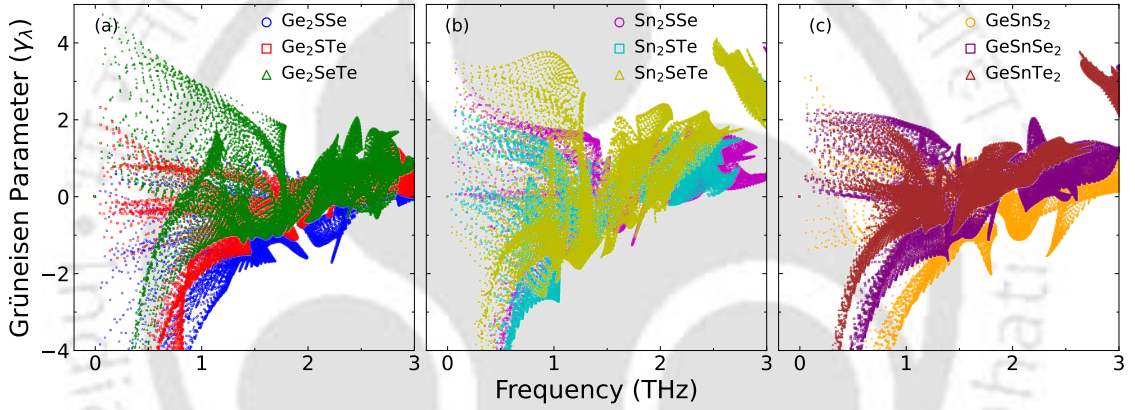 (a)
Ge₂SSe
Ge₂STe
Ge₂SeTe
(b)
Sn₂SSe
Sn₂STe
Sn₂SeTe
(c)
GeSnS₂
GeSnSe₂
GeSnTe₂
Grüneisen Parameter (γλ)
4
2
0
−2
−4
0 1 2 3
0 1 2 3
0 1 2 3
Frequency (THz)